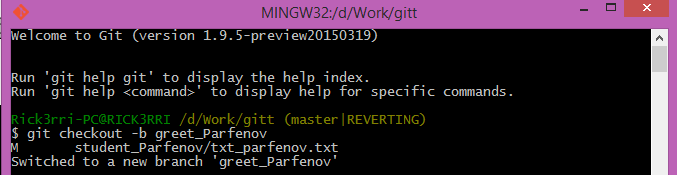 MINGW32:/d/Work/gitt
Welcome to Git (version 1.9.5-preview20150319)
Run 'git help git' to display the help index.
Run 'git help <command>' to display help for specific commands.
Rick3rri-PC@RICK3RRI /d/Work/gitt (master|REVERTING)
$ git checkout -b greet_Parfenov
M       student_Parfenov/txt_parfenov.txt
Switched to a new branch 'greet_Parfenov'